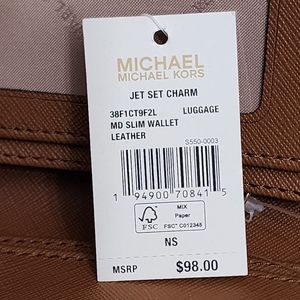 MICHAEL
MICHAEL KORS
JET SET CHARM
38F1CT9F2L LUGGAGE
MD SLIM WALLET
LEATHER
S550-0003
1 94900 70841 5
FSC
MIX
Paper
FSC® C012345
NS
MSRP $98.00